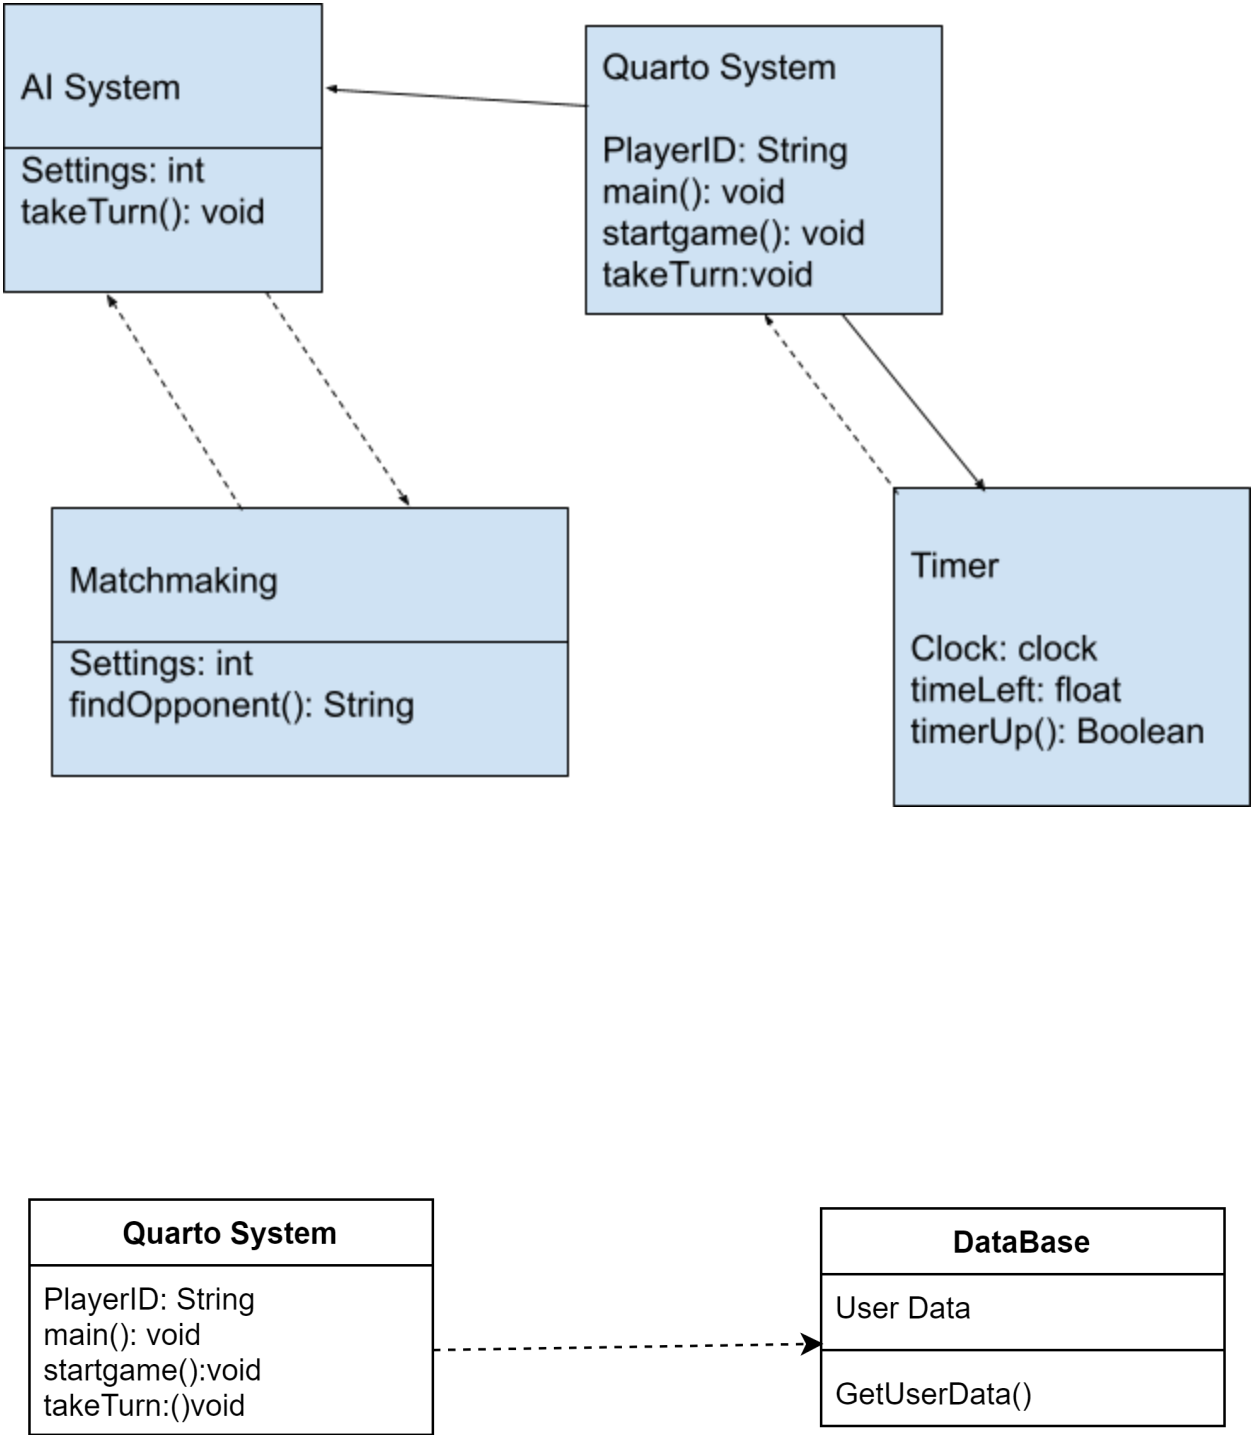 AI System
Settings: int
takeTurn(): void
Quarto System
PlayerID: String
main(): void
startgame(): void
takeTurn:void
Matchmaking
Settings: int
findOpponent(): String
Timer
Clock: clock
timeLeft: float
timerUp(): Boolean
Quarto System
PlayerID: String
main(): void
startgame():void
takeTurn:()void
DataBase
User Data
GetUserData()